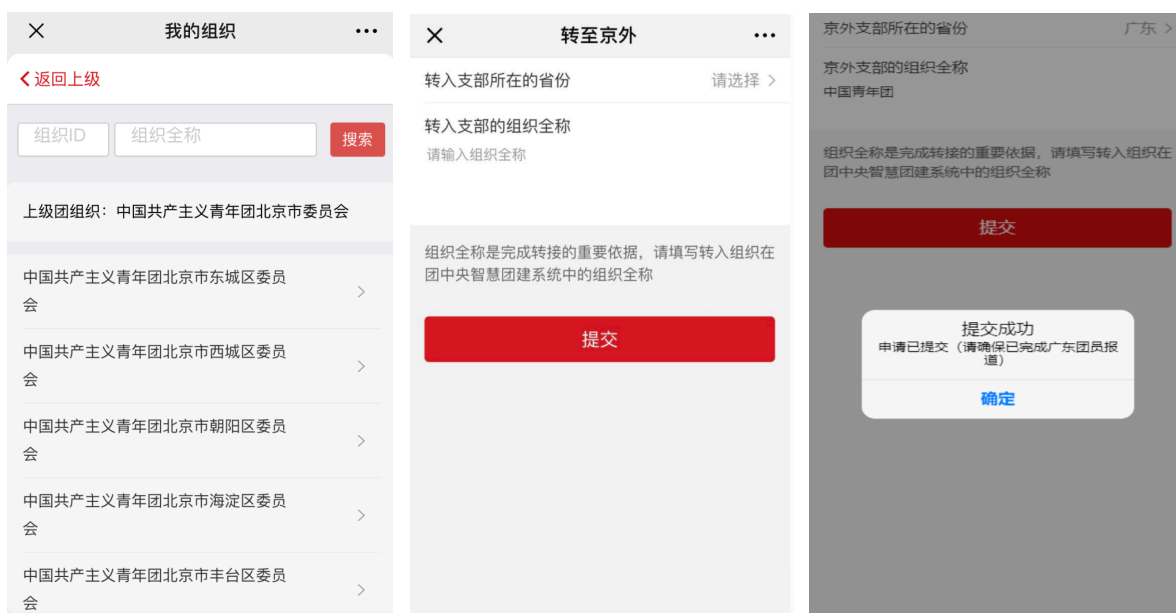 我的组织
返回上级
组织ID
组织全称
搜索
上级团组织：中国共产主义青年团北京市委员会
中国共产主义青年团北京市东城区委员
会
中国共产主义青年团北京市西城区委员
会
中国共产主义青年团北京市朝阳区委员
会
中国共产主义青年团北京市海淀区委员
会
中国共产主义青年团北京市丰台区委员
会
转至京外
转入支部所在的省份 请选择
转入支部的组织全称
请输入组织全称
组织全称是完成转接的重要依据，请填写转入组织在
团中央智慧团建系统中的组织全称
提交
京外支部所在的省份 广东
京外支部的组织全称
中国青年团
组织全称是完成转接的重要依据，请填写转入组织在
团中央智慧团建系统中的组织全称
提交
提交成功
申请已提交（请确保已完成广东团员报
道）
确定